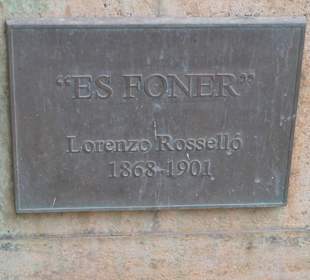 "ES FONER"
Lorenzo Rosselló
1868-1901